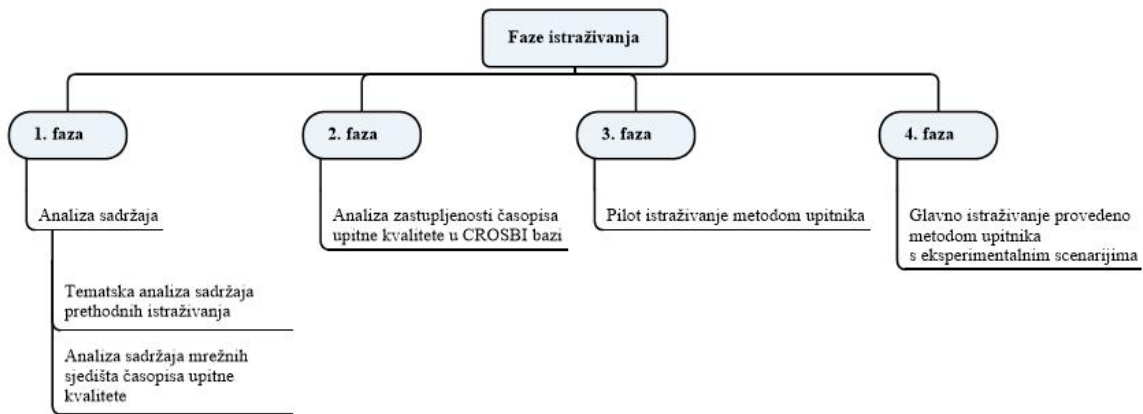 Faze istraživanja
1. faza
2. faza
3. faza
4. faza
Analiza sadržaja
Tematska analiza sadržaja
prethodnih istraživanja
Analiza sadržaja mrežnih
sjedišta časopisa upitne
kvalitete
Analiza zastupljenosti časopisa
upitne kvalitete u CROSBI bazi
Pilot istraživanje metodom upitnika
Glavno istraživanje provedeno
metodom upitnika
s eksperimentalnim scenarijima